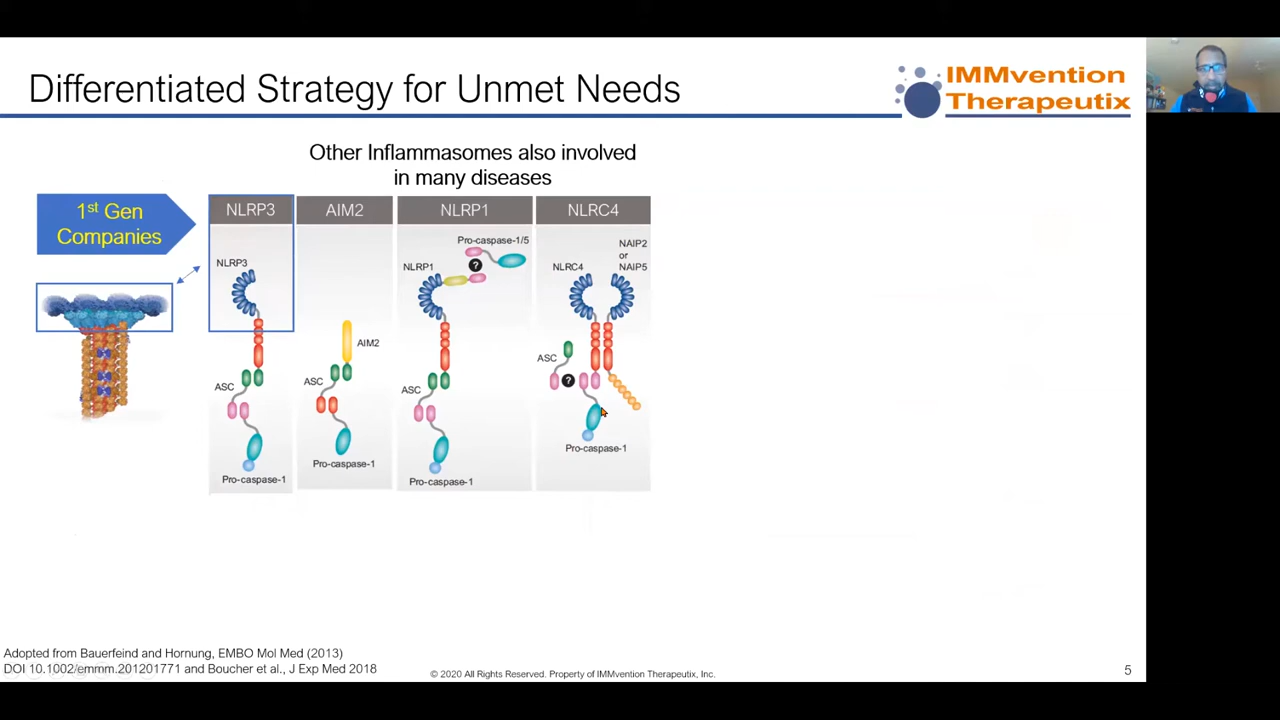 Differentiated Strategy for Unmet Needs
IMMvention
Therapeutix
Other Inflammasomes also involved
in many diseases
1st Gen
Companies
NLRP3
AIM2
NLRP1
NLRC4
NLRP3
AIM2
ASC
Pro-caspase-1
ASC
Pro-caspase-1
Pro-caspase-1/5
NLRP1
?
ASC
Pro-caspase-1
NAIP2
or
NAIP5
NLRC4
ASC
?
Pro-caspase-1
Adopted from Bauerfeind and Hornung, EMBO Mol Med (2013)
DOI 10.1002/emmm.201201771 and Boucher et al., J Exp Med 2018
© 2020 All Rights Reserved. Property of IMMvention Therapeutix, Inc.
5